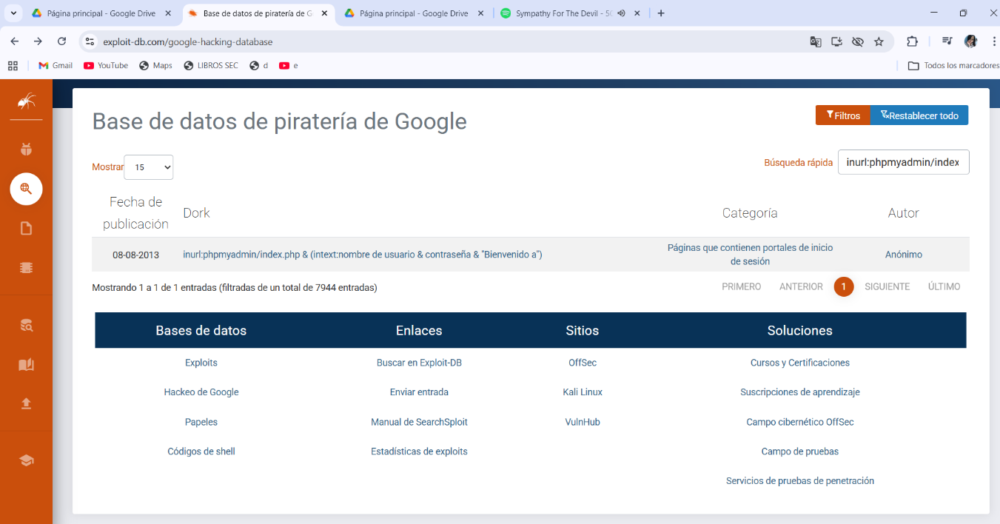 Página principal - Google Drive
Base de datos de piratería de G
Página principal - Google Drive
Sympathy For The Devil - 50
exploit-db.com/google-hacking-database
Gmail
YouTube
Maps
LIBROS SEC
d
e
Todos los marcadores
Base de datos de piratería de Google
Filtros
Restablecer todo
Mostrar
15
Búsqueda rápida
inurl:phpmyadmin/index
Fecha de
publicación
Dork
Categoría
Autor
08-08-2013
inurl:phpmyadmin/index.php & (intext:nombre de usuario & contraseña & "Bienvenido a")
Páginas que contienen portales de inicio
de sesión
Anónimo
Mostrando 1 a 1 de 1 entradas (filtradas de un total de 7944 entradas)
PRIMERO
ANTERIOR
1
SIGUIENTE
ÚLTIMO
Bases de datos
Enlaces
Sitios
Soluciones
Exploits
Buscar en Exploit-DB
OffSec
Cursos y Certificaciones
Hackeo de Google
Enviar entrada
Kali Linux
Suscripciones de aprendizaje
Papeles
Manual de SearchSploit
VulnHub
Campo cibernético OffSec
Códigos de shell
Estadísticas de exploits
Campo de pruebas
Servicios de pruebas de penetración